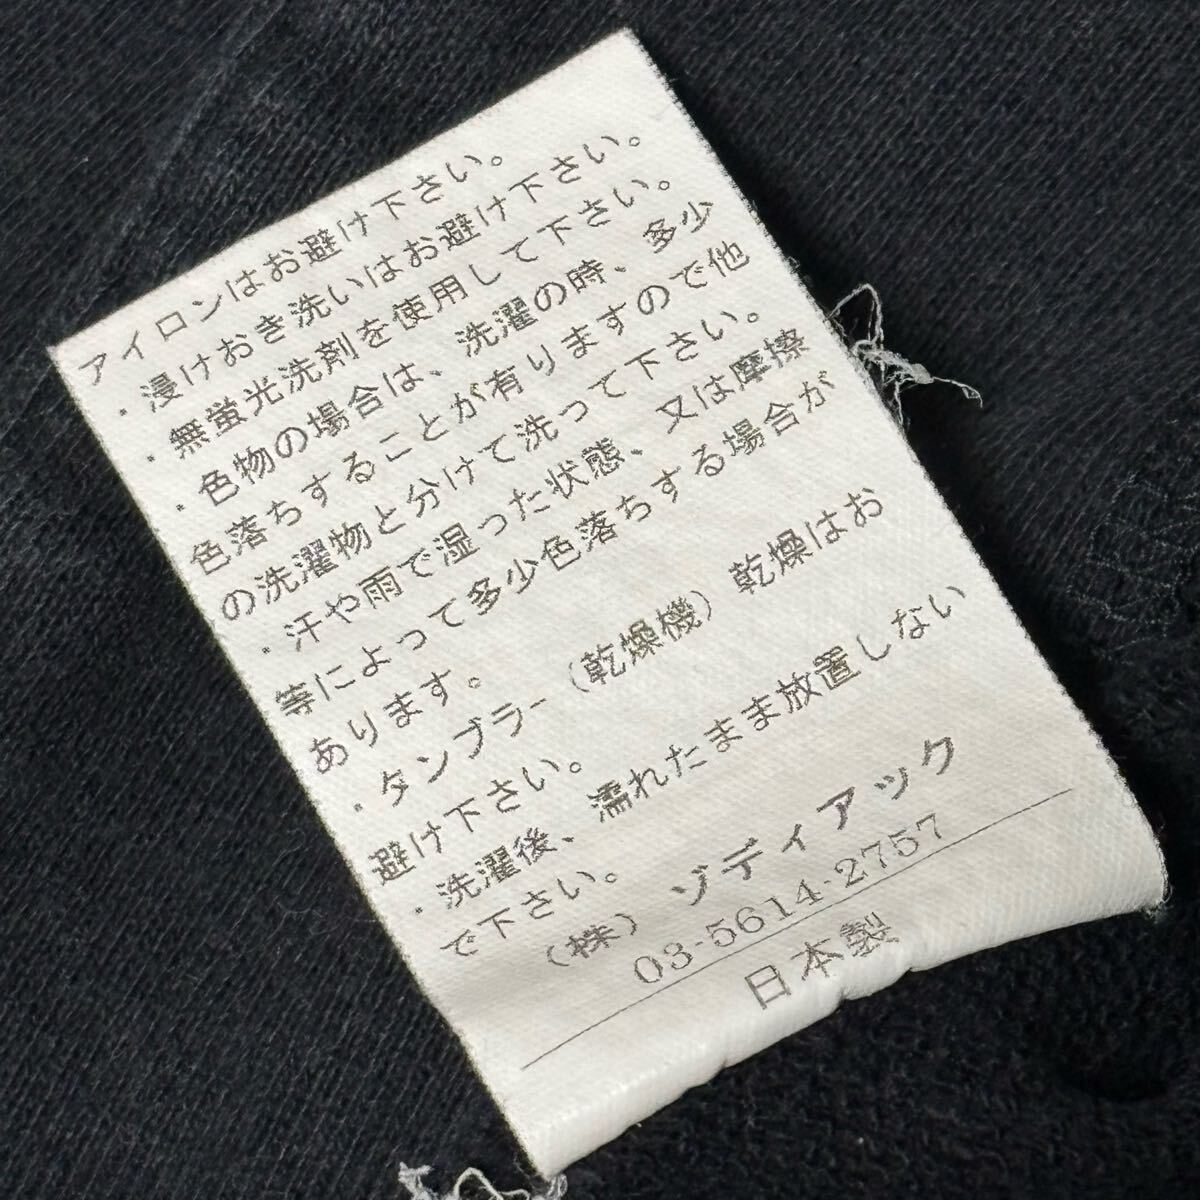 アイロンはお避け下さい。
・浸けおき洗いはお避け下さい。
・無蛍光洗剤を使用して下さい。
・色物の場合は、洗濯の時、多少
色落ちすることが有りますので他
の洗濯物と分けて洗って下さい。
・汗や雨で湿った状態、又は摩擦
等によって多少色落ちする場合が
あります。
・タンブラー（乾燥機）乾燥はお
避け下さい。
・洗濯後、濡れたまま放置しない
で下さい。
（株）ゾディアック
03-5614-2757
日本製